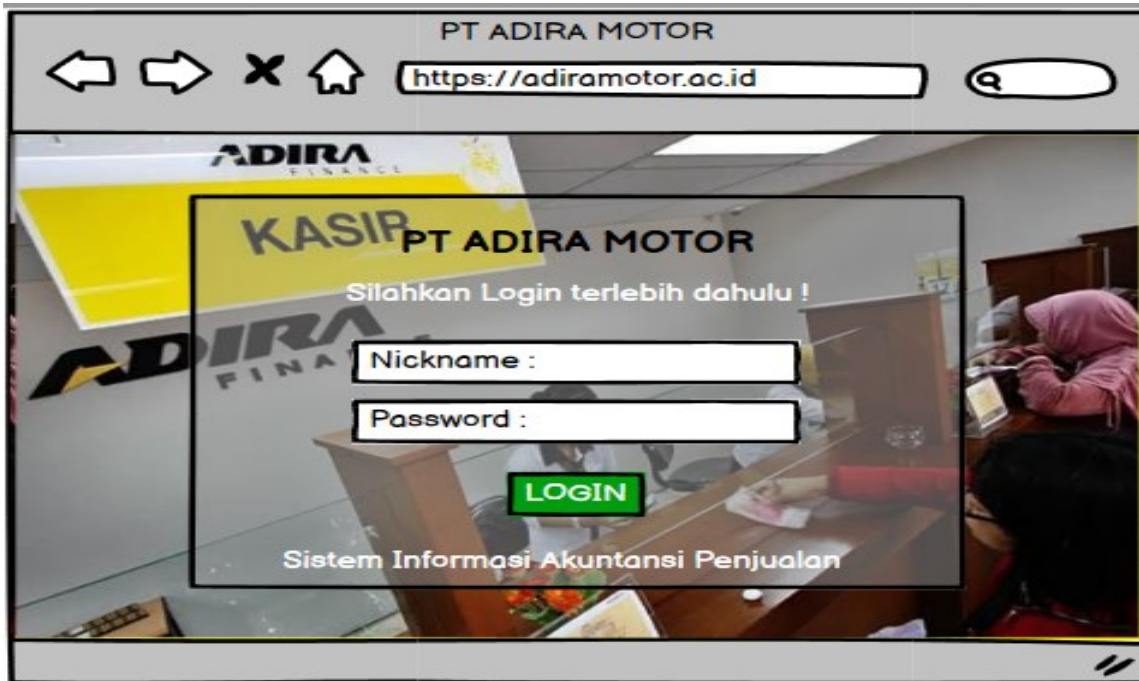 PT ADIRA MOTOR
https://adiramotor.ac.id
ADIRA
FINANCE
KASIR
PT ADIRA MOTOR
Silahkan Login terlebih dahulu !
ADIRA
FINANCE
Nickname :
Password :
LOGIN
Sistem Informasi Akuntansi Penjualan